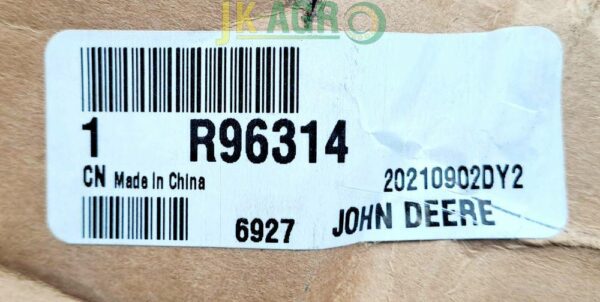 JK AGRO
1 R96314
CN Made In China 20210902DY2
6927 JOHN DEERE